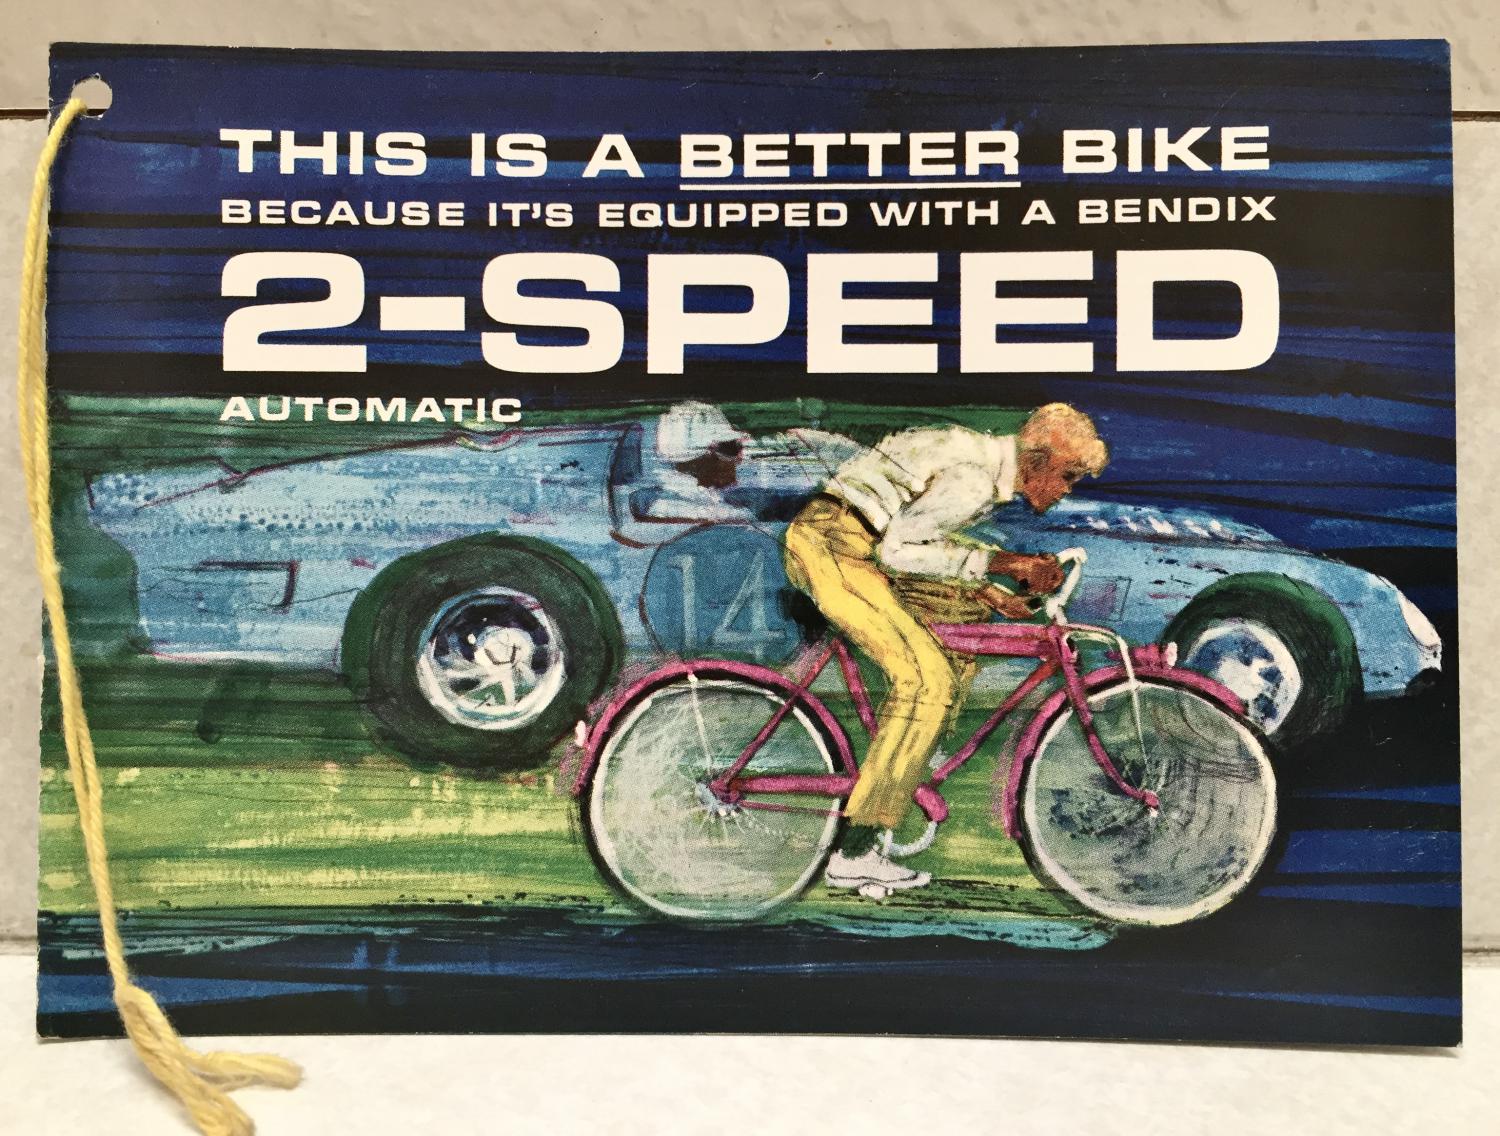 THIS IS A BETTER BIKE
BECAUSE IT'S EQUIPPED WITH A BENDIX
2-SPEED
AUTOMATIC
14